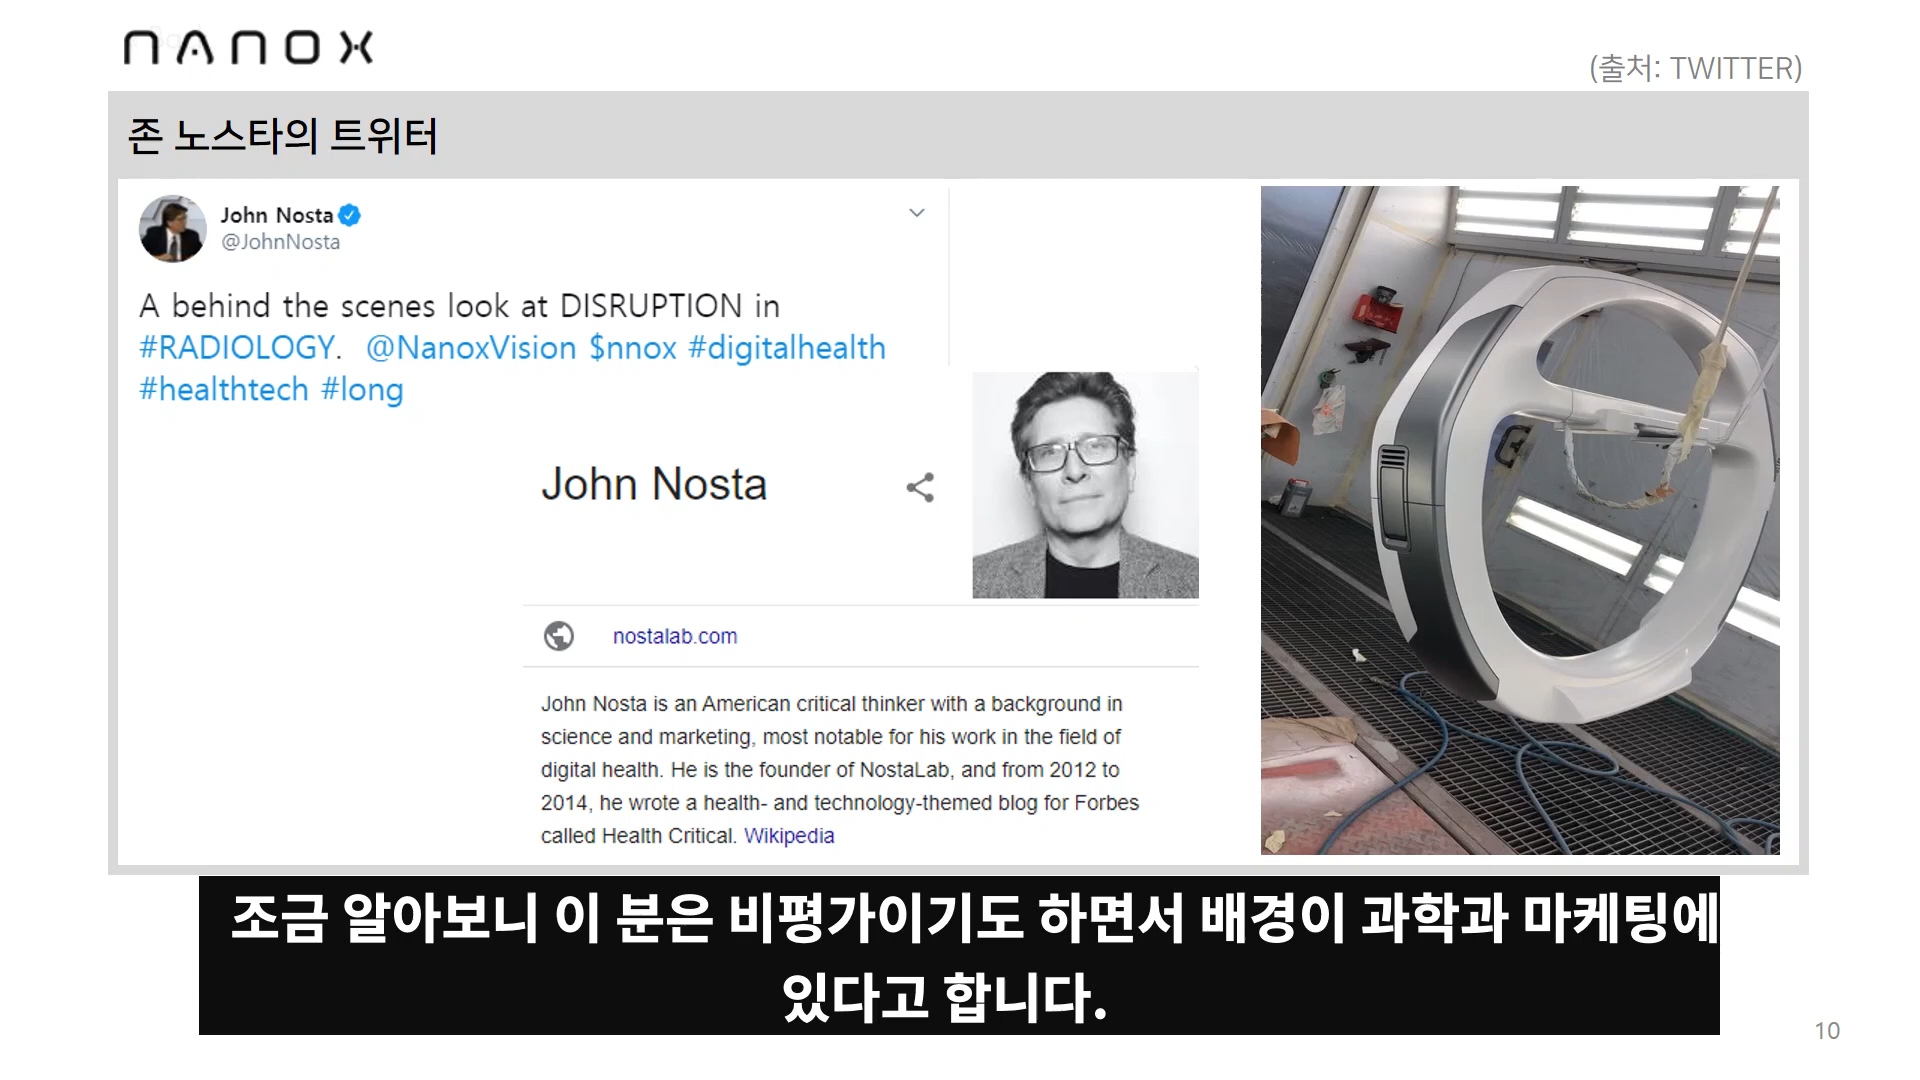 NANOX
(출처: TWITTER)
존 노스타의 트위터
John Nosta
@JohnNosta
A behind the scenes look at DISRUPTION in
#RADIOLOGY. @NanoxVision $nnox #digitalhealth
#healthtech #long
John Nosta
nostalab.com
John Nosta is an American critical thinker with a background in
science and marketing, most notable for his work in the field of
digital health. He is the founder of NostaLab, and from 2012 to
2014, he wrote a health- and technology-themed blog for Forbes
called Health Critical. Wikipedia
조금 알아보니 이 분은 비평가이기도 하면서 배경이 과학과 마케팅에
있다고 합니다.
10